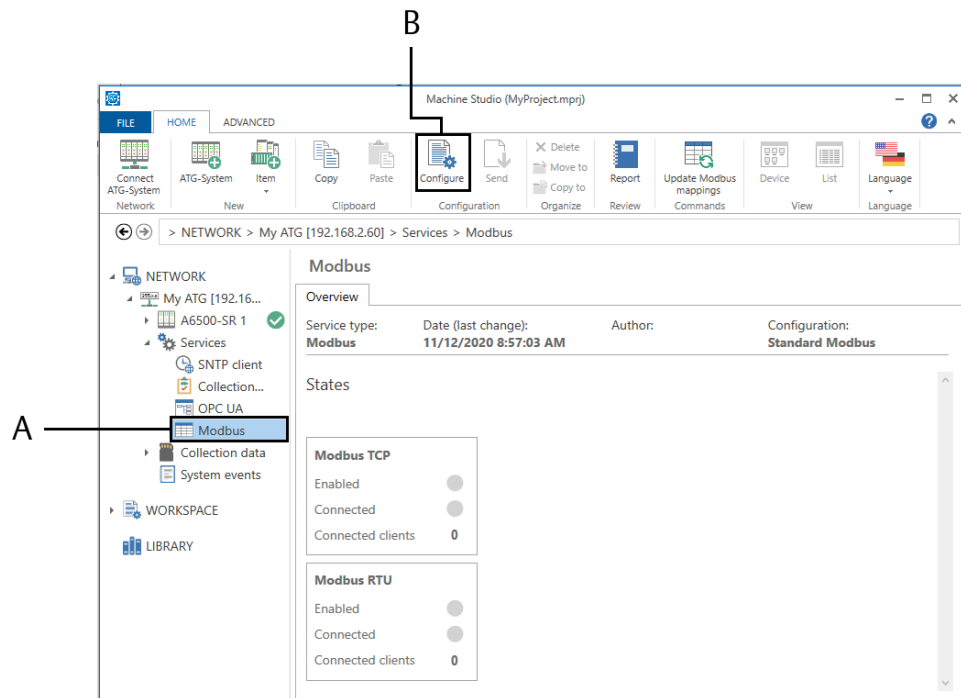 B
Machine Studio (MyProject.mprj)
FILE HOME ADVANCED
Connect ATG-System
ATG-System
Item
Copy
Paste
Configure
Send
Delete
Move to
Copy to
Report
Update Modbus mappings
Device
List
Language
Network New Clipboard Configuration Organize Review Commands View Language
> NETWORK > My ATG [192.168.2.60] > Services > Modbus
NETWORK
My ATG [192.16...
A6500-SR 1
Services
SNTP client
Collection...
OPC UA
A
Modbus
Collection data
System events
WORKSPACE
LIBRARY
Modbus
Overview
Service type: Date (last change): Author: Configuration:
Modbus 11/12/2020 8:57:03 AM Standard Modbus
States
Modbus TCP
Enabled
Connected
Connected clients 0
Modbus RTU
Enabled
Connected
Connected clients 0